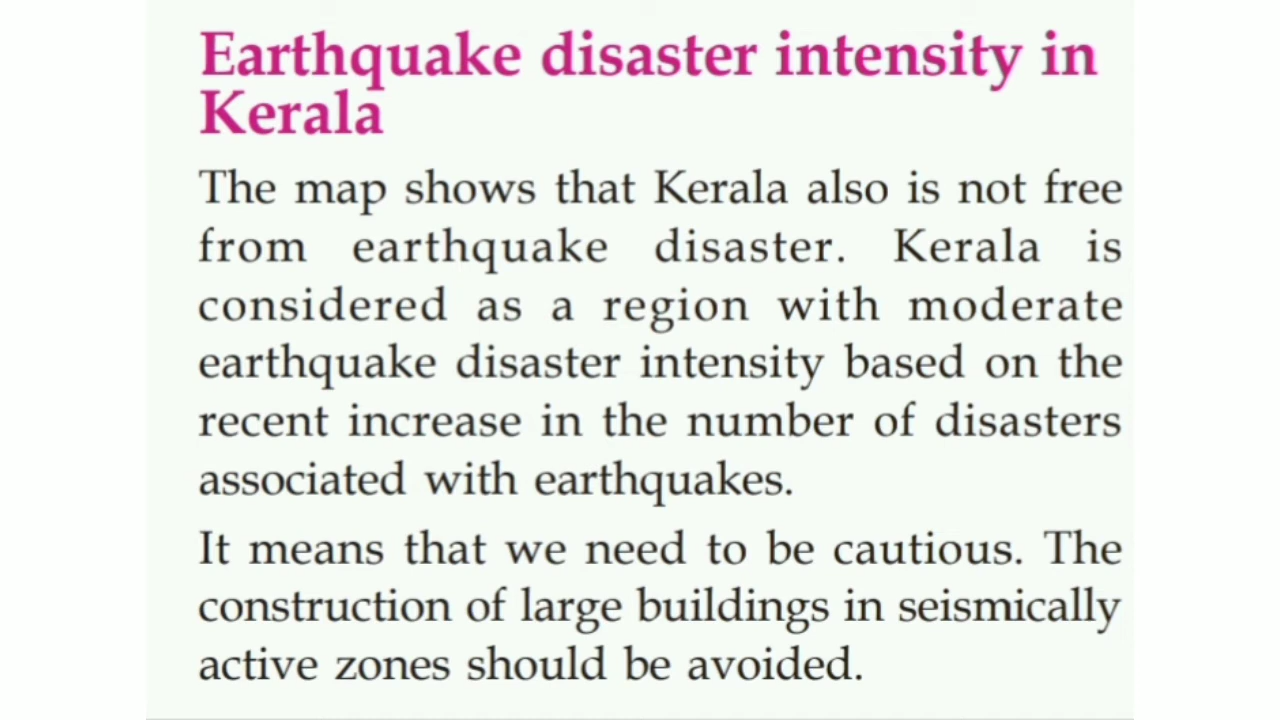 Earthquake disaster intensity in
Kerala
The map shows that Kerala also is not free
from earthquake disaster. Kerala is
considered as a region with moderate
earthquake disaster intensity based on the
recent increase in the number of disasters
associated with earthquakes.
It means that we need to be cautious. The
construction of large buildings in seismically
active zones should be avoided.